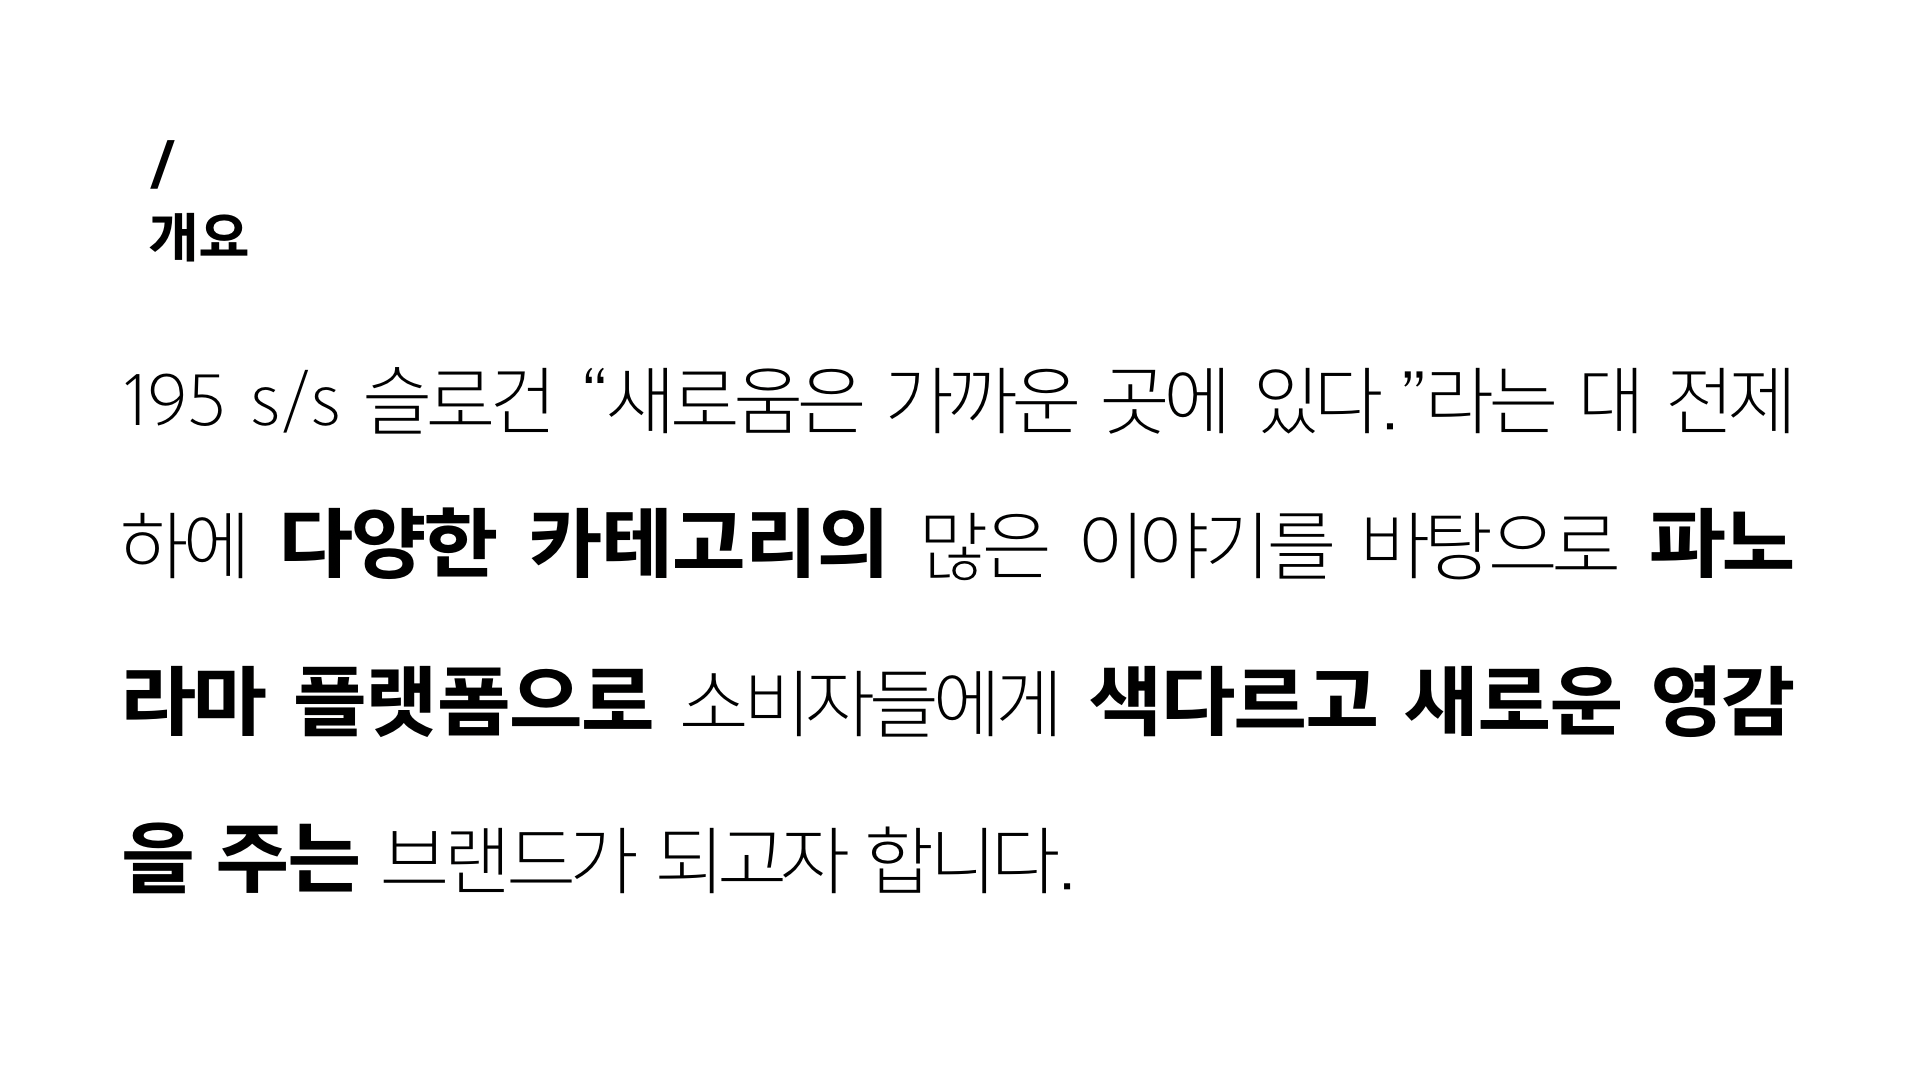 /
개요
195 s/s 슬로건 “새로움은 가까운 곳에 있다.”라는 대 전제
하에 다양한 카테고리의 많은 이야기를 바탕으로 파노
라마 플랫폼으로 소비자들에게 색다르고 새로운 영감
을 주는 브랜드가 되고자 합니다.